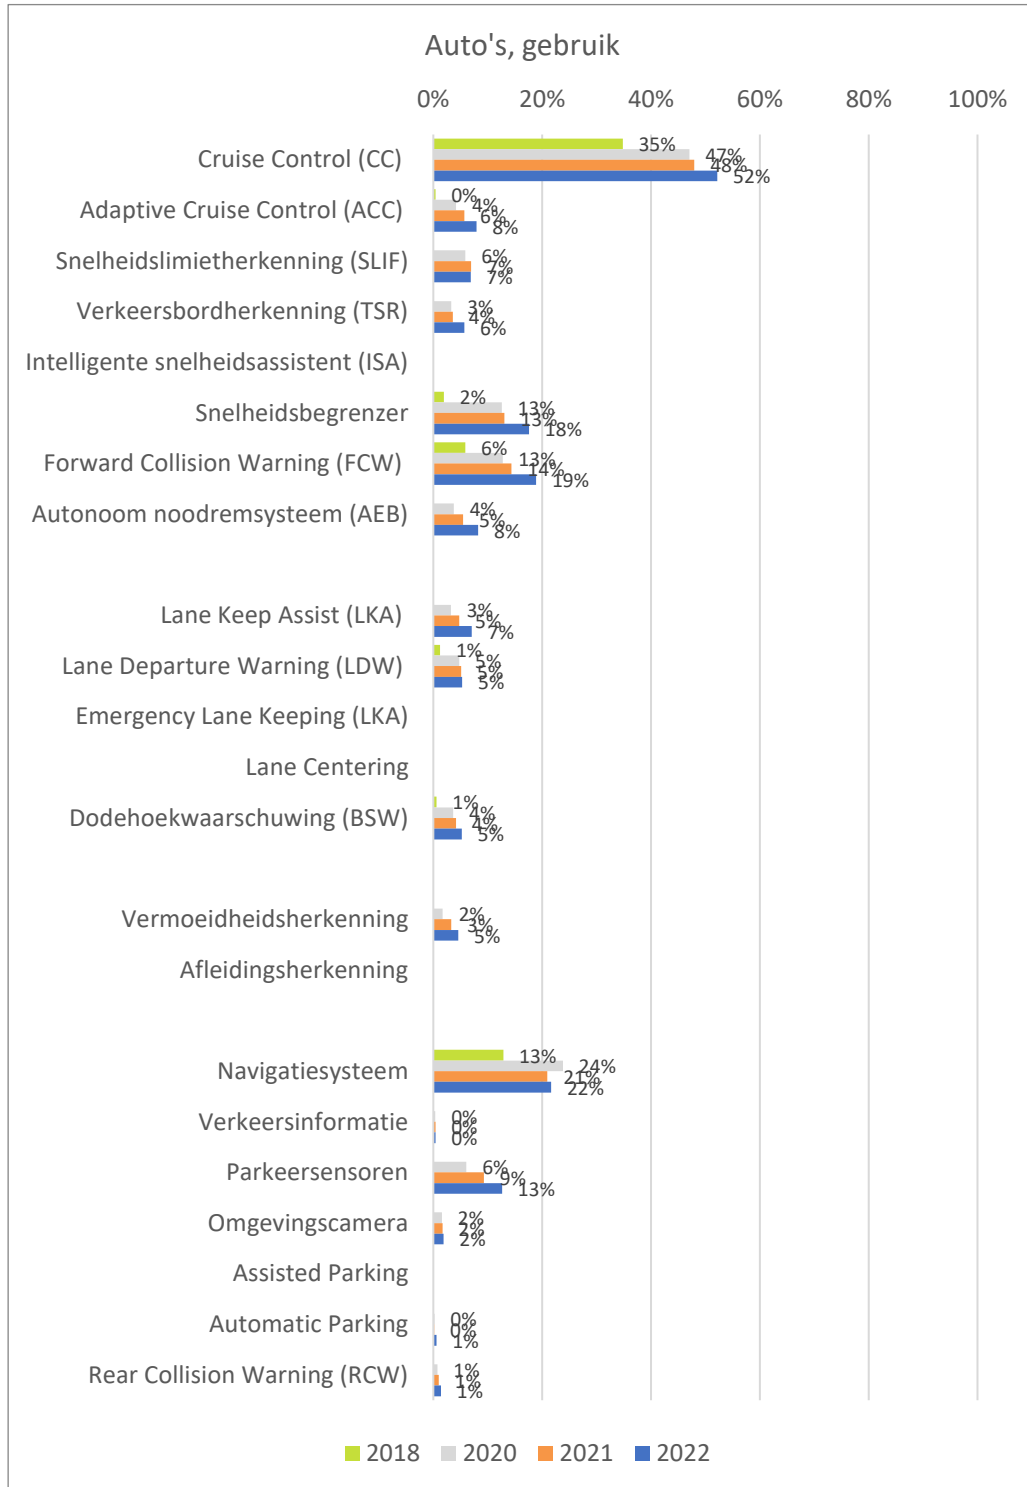 Auto's, gebruik
0% 20% 40% 60% 80% 100%
Cruise Control (CC)
35%
47%
48%
52%
Adaptive Cruise Control (ACC)
0%
4%
6%
8%
Snelheidslimietherkenning (SLIF)
6%
7%
7%
Verkeersbordherkenning (TSR)
3%
4%
6%
Intelligente snelheidsassistent (ISA)
Snelheidsbegrenzer
2%
13%
13%
18%
Forward Collision Warning (FCW)
6%
13%
14%
19%
Autonoom noodremsysteem (AEB)
4%
5%
8%
Lane Keep Assist (LKA)
3%
5%
7%
Lane Departure Warning (LDW)
1%
5%
5%
5%
Emergency Lane Keeping (LKA)
Lane Centering
Dodehoekwaarschuwing (BSW)
1%
4%
4%
5%
Vermoeidheidsherkenning
2%
3%
5%
Afleidingsherkenning
Navigatiesysteem
13%
24%
21%
22%
Verkeersinformatie
0%
0%
0%
Parkeersensoren
6%
9%
13%
Omgevingscamera
2%
2%
2%
Assisted Parking
Automatic Parking
0%
0%
1%
Rear Collision Warning (RCW)
1%
1%
1%
2018 2020 2021 2022